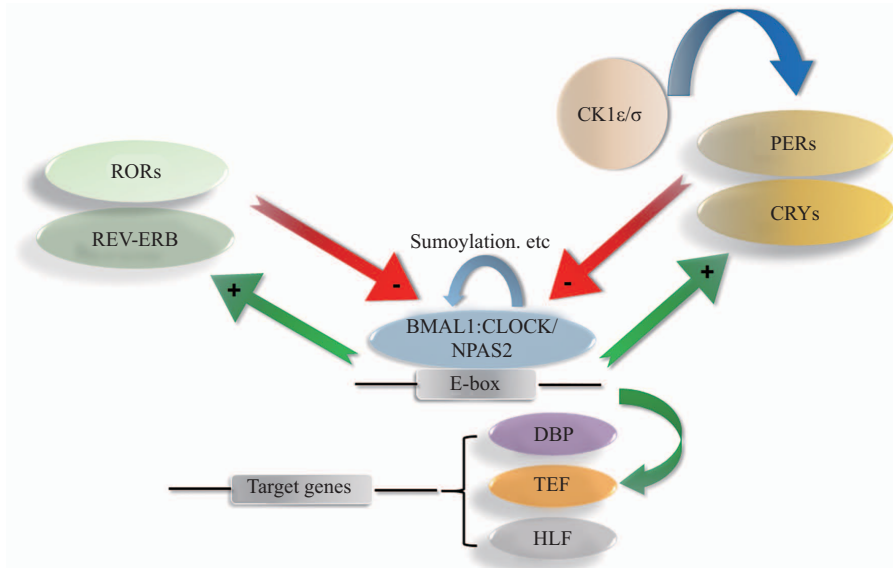 CK1ε/σ
PERs
RORs
CRYs
REV-ERB
Sumoylation. etc
-
-
+
+
BMAL1:CLOCK/
NPAS2
E-box
DBP
Target genes
TEF
HLF